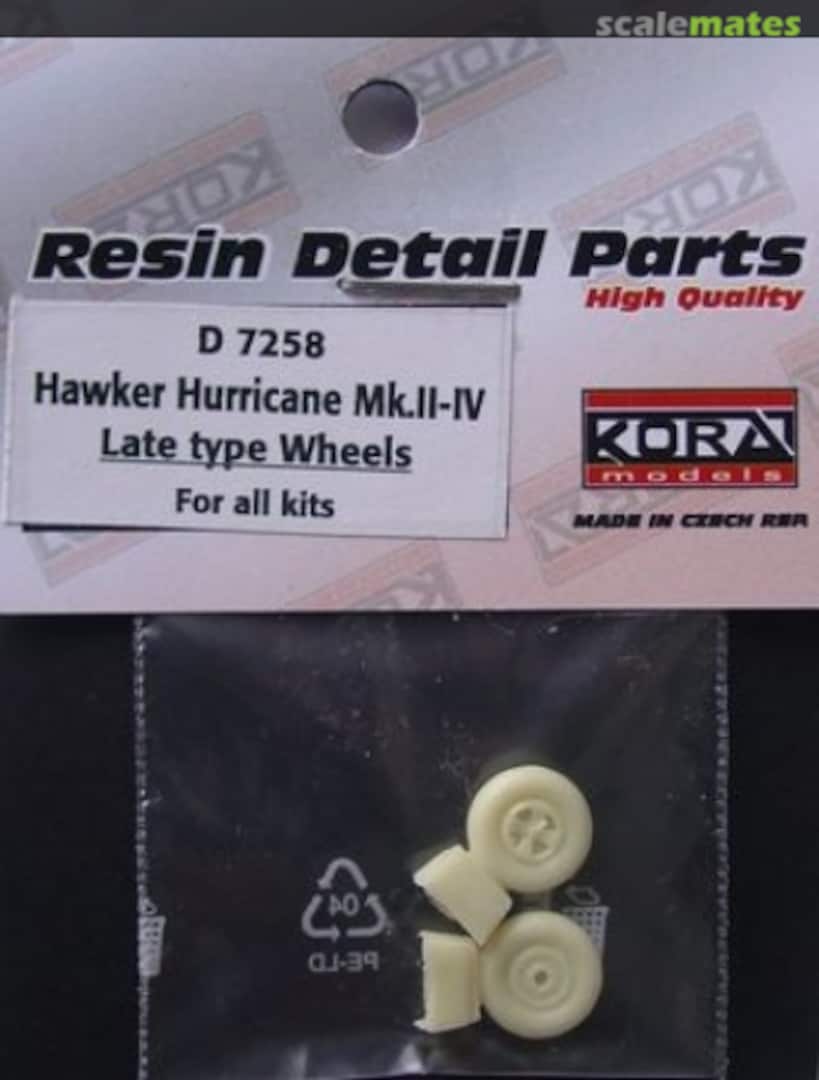 scalemates
Resin Detail Parts
High Quality
D 7258
Hawker Hurricane Mk.II-IV
Late type Wheels
For all kits
KORA
models
MADE IN CZECH REP.
04
PE-LD